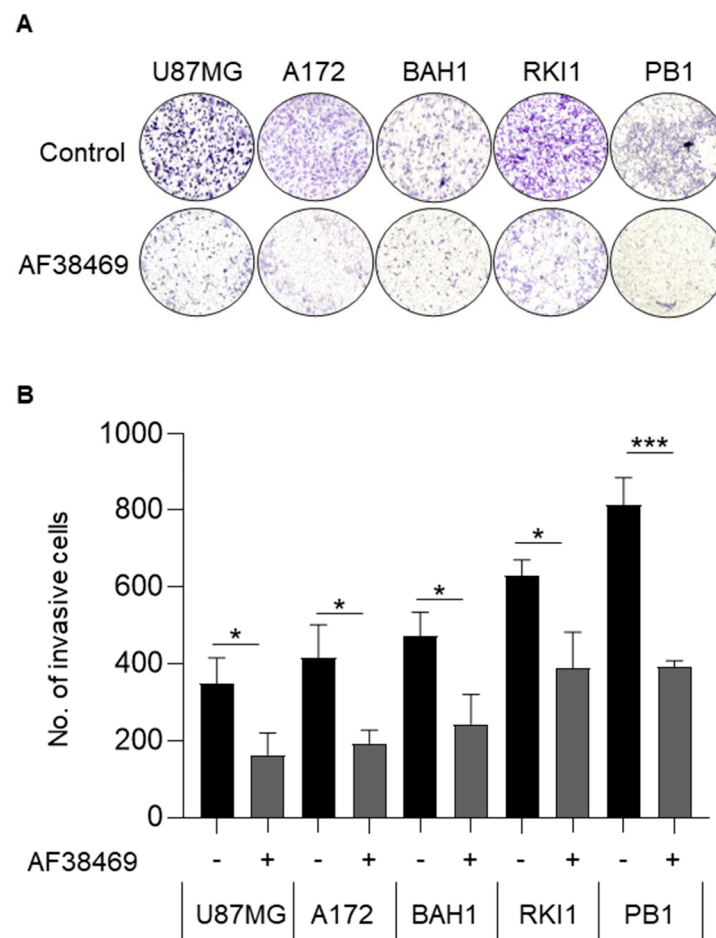 A
U87MG A172 BAH1 RKI1 PB1
Control
AF38469
B
No. of invasive cells
1000
800
600
400
200
0
* * * * ***
AF38469 - + - + - + - + - +
U87MG A172 BAH1 RKI1 PB1